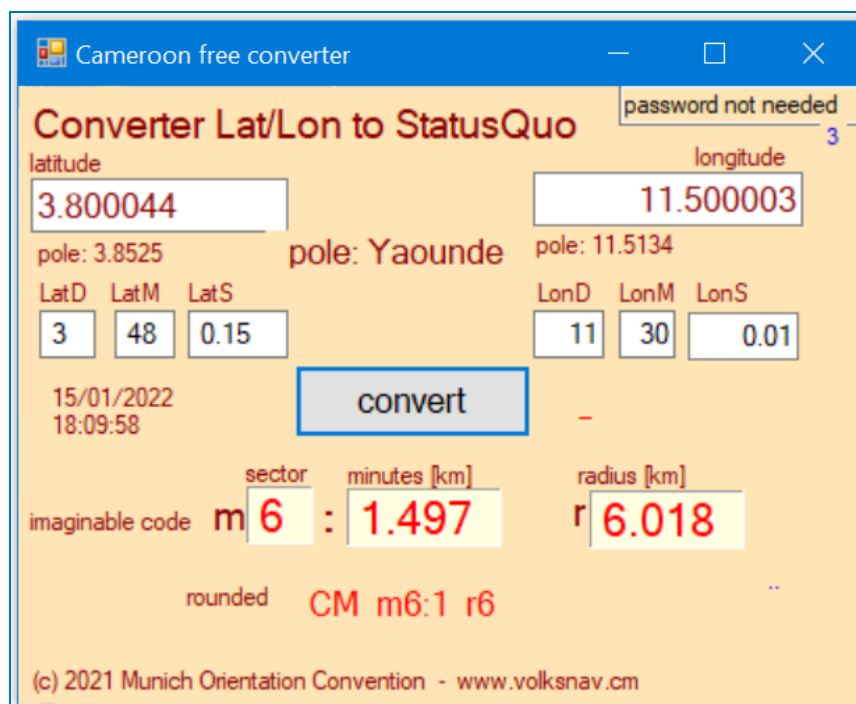 Cameroon free converter
password not needed
Converter Lat/Lon to StatusQuo
3
latitude
longitude
3.800044
11.500003
pole: 3.8525
pole: Yaounde
pole: 11.5134
LatD LatM LatS
LonD LonM LonS
3 48 0.15
11 30 0.01
15/01/2022
18:09:58
convert
_
sector minutes [km] radius [km]
imaginable code m 6 : 1.497 r 6.018
rounded CM m6:1 r6
..
(c) 2021 Munich Orientation Convention - www.volksnav.cm